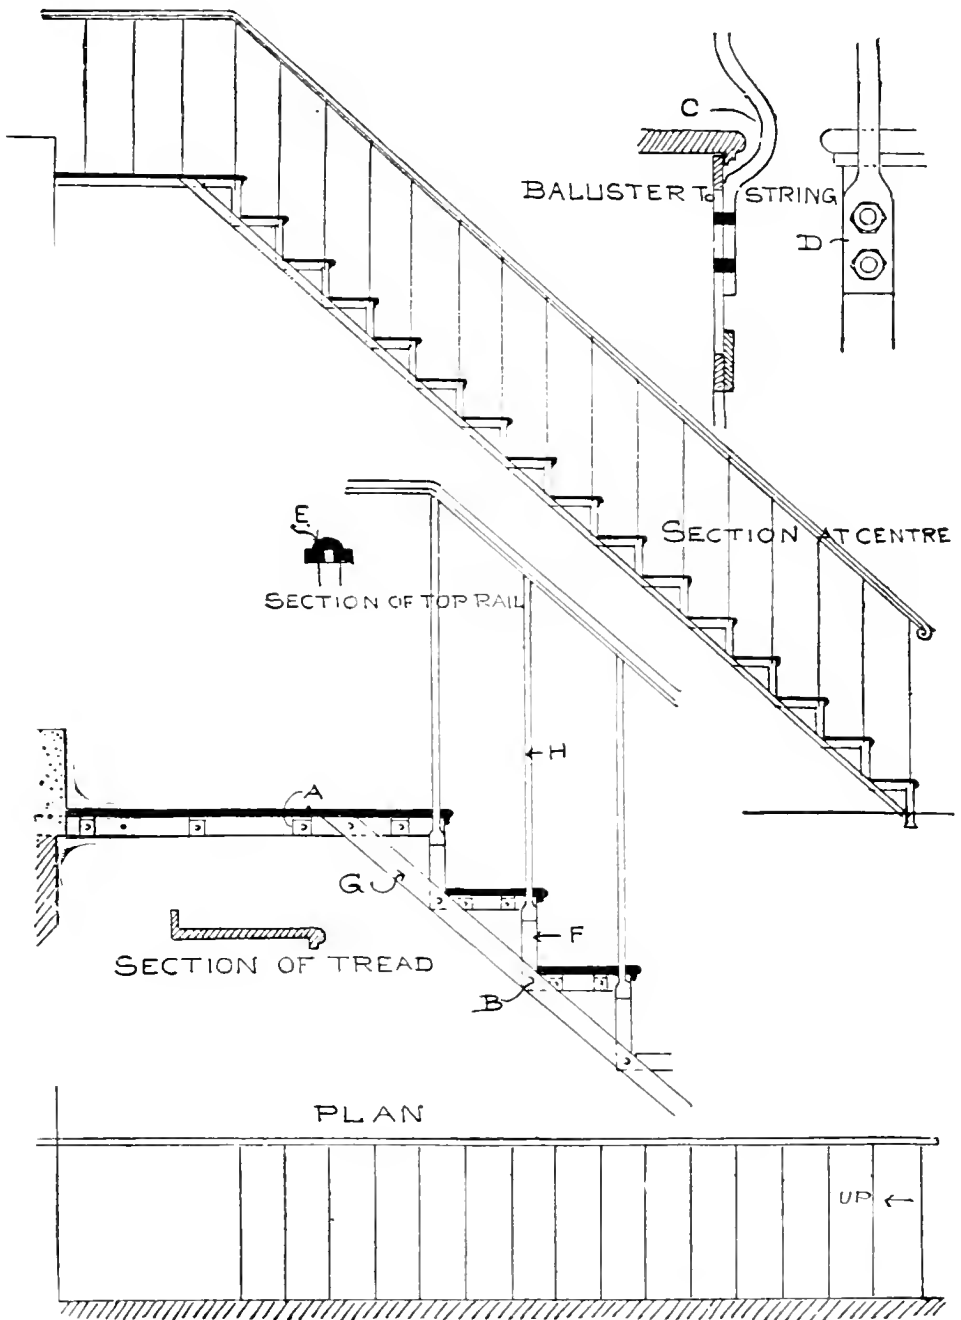 C
BALUSTER To STRING
D
SECTION AT CENTRE
E
SECTION OF TOP RAIL
H
A
G
F
SECTION OF TREAD
B
PLAN
UP